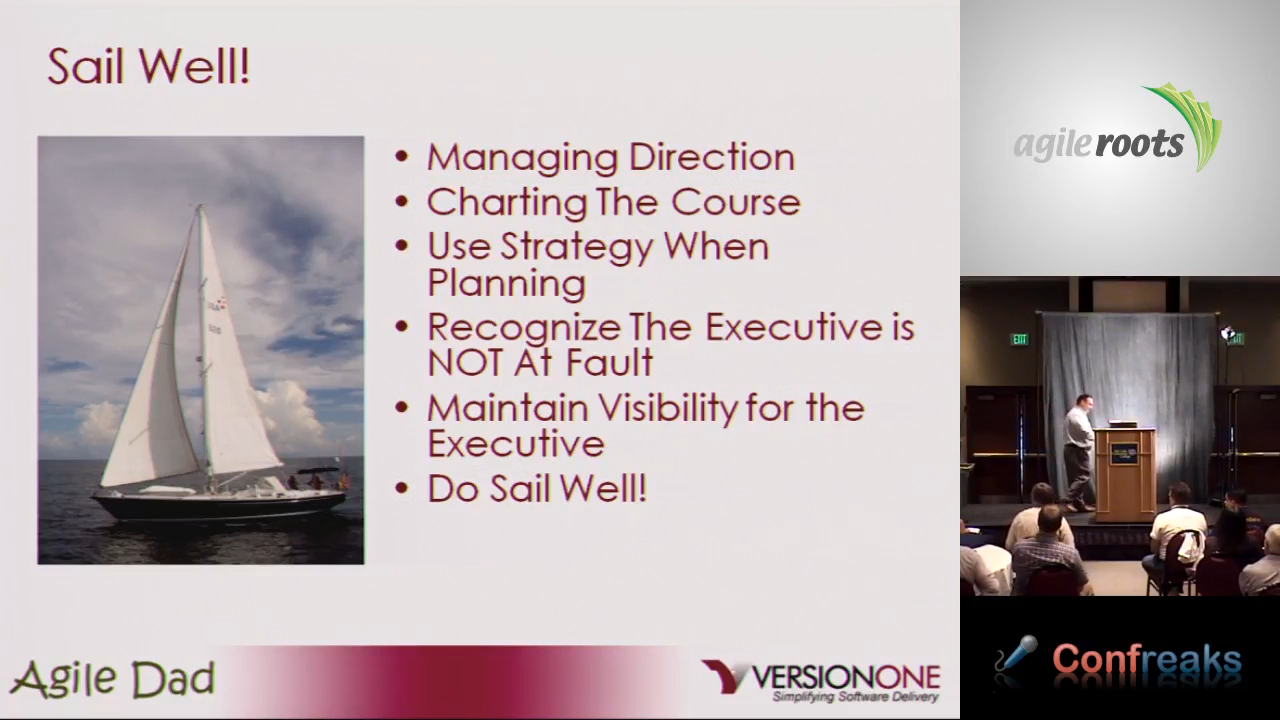 Sail Well!
• Managing Direction
• Charting The Course
• Use Strategy When
Planning
• Recognize The Executive is
NOT At Fault
• Maintain Visibility for the
Executive
• Do Sail Well!
Agile Dad
VERSIONONE
Simplifying Software Delivery
agile roots
EXIT
Confreaks